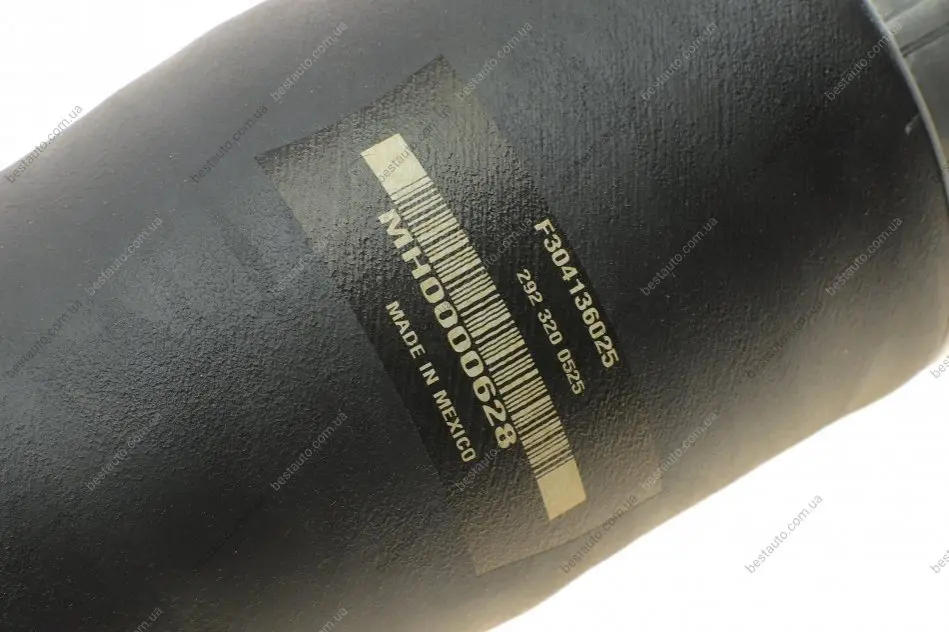 F304136025
292 320 0525
MH0000628
MADE IN MEXICO
bestauto.com.ua